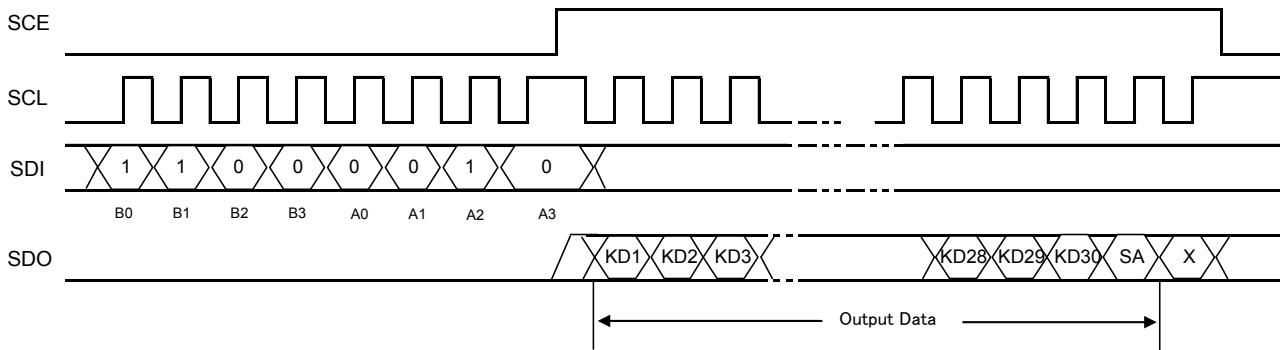 SCE
SCL
SDI 1 1 0 0 0 0 1 0
B0 B1 B2 B3 A0 A1 A2 A3
SDO KD1 KD2 KD3 KD28 KD29 KD30 SA X
Output Data